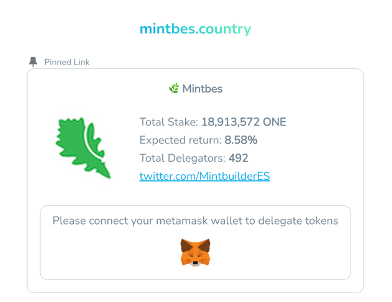 mintbes.country
Pinned Link
Mintbes
Total Stake: 18,913,572 ONE
Expected return: 8.58%
Total Delegators: 492
twitter.com/MintbuilderES
Please connect your metamask wallet to delegate tokens